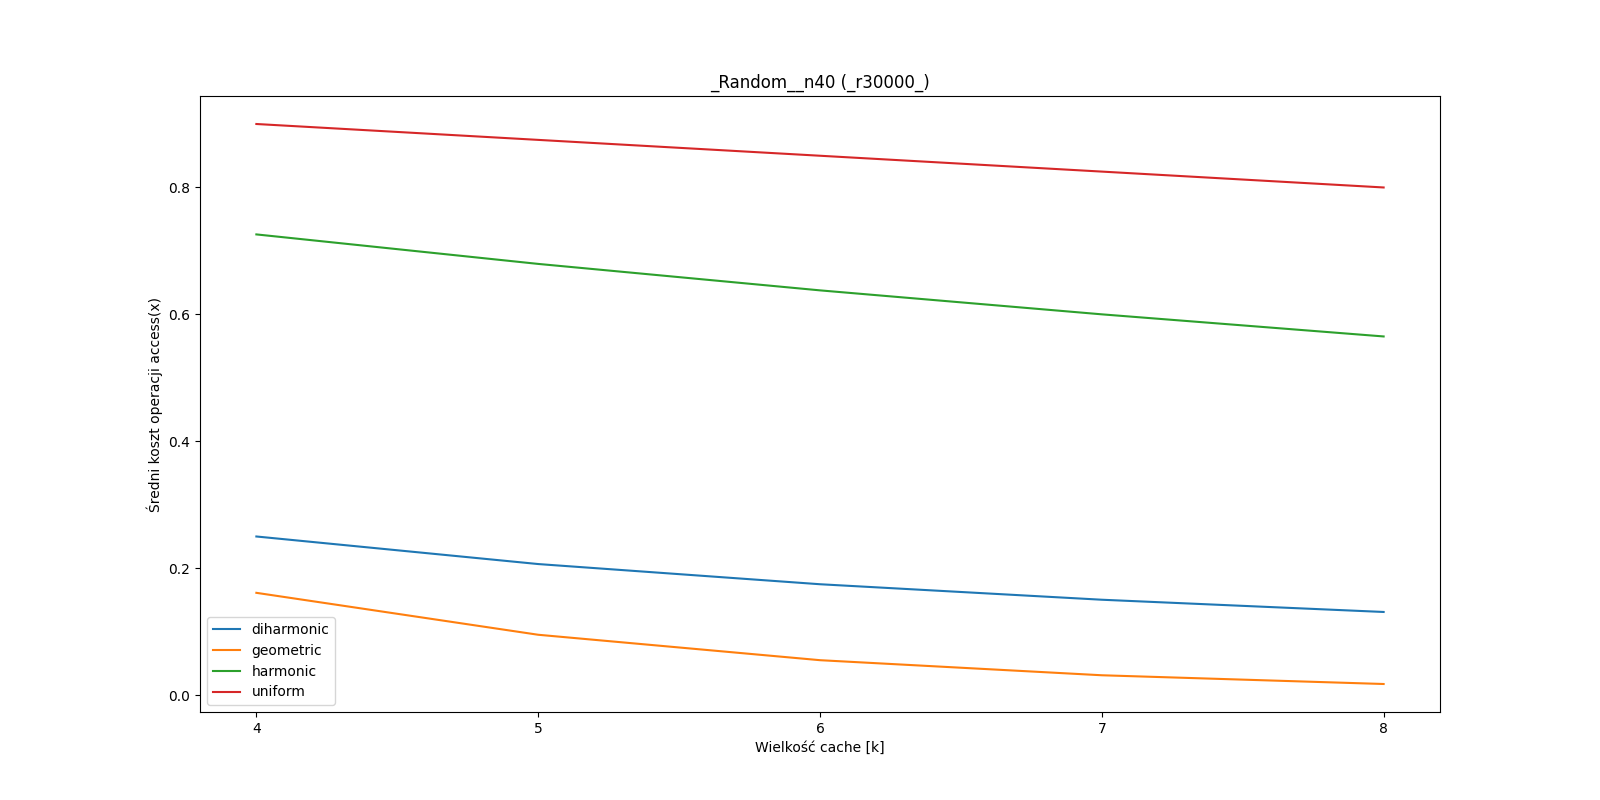 _Random__n40 (_r30000_)
Średni koszt operacji access(x)
0.8
0.6
0.4
0.2
0.0
diharmonic
geometric
harmonic
uniform
4 5 6 7 8
Wielkość cache [k]